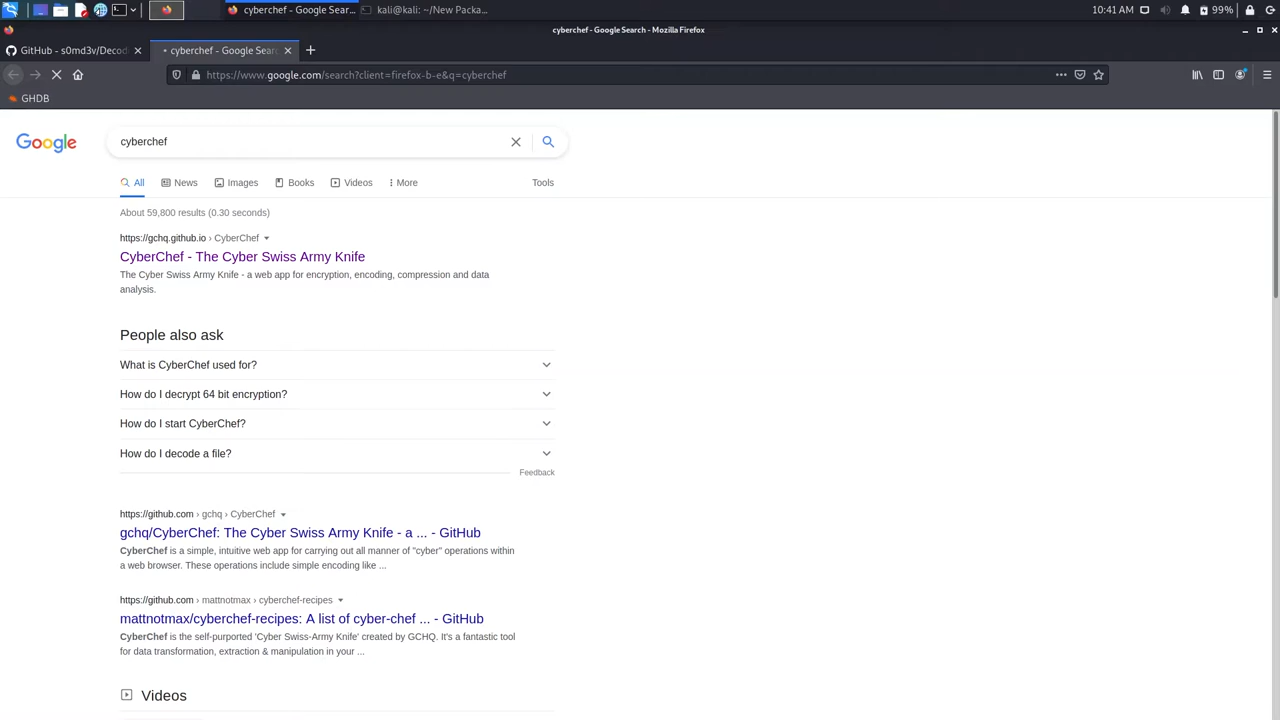 cyberchef - Google Sear...
kali@kali: ~/New Packa...
10:41 AM
99%
cyberchef - Google Search - Mozilla Firefox
GitHub - s0md3v/Decod
cyberchef - Google Sear
https://www.google.com/search?client=firefox-b-e&q=cyberchef
GHDB
Google
cyberchef
All
News
Images
Books
Videos
More
Tools
About 59,800 results (0.30 seconds)
https://gchq.github.io › CyberChef
CyberChef - The Cyber Swiss Army Knife
The Cyber Swiss Army Knife - a web app for encryption, encoding, compression and data
analysis.
People also ask
What is CyberChef used for?
How do I decrypt 64 bit encryption?
How do I start CyberChef?
How do I decode a file?
Feedback
https://github.com › gchq › CyberChef
gchq/CyberChef: The Cyber Swiss Army Knife - a ... - GitHub
CyberChef is a simple, intuitive web app for carrying out all manner of "cyber" operations within
a web browser. These operations include simple encoding like ...
https://github.com › mattnotmax › cyberchef-recipes
mattnotmax/cyberchef-recipes: A list of cyber-chef ... - GitHub
CyberChef is the self-purported 'Cyber Swiss-Army Knife' created by GCHQ. It's a fantastic tool
for data transformation, extraction & manipulation in your ...
Videos